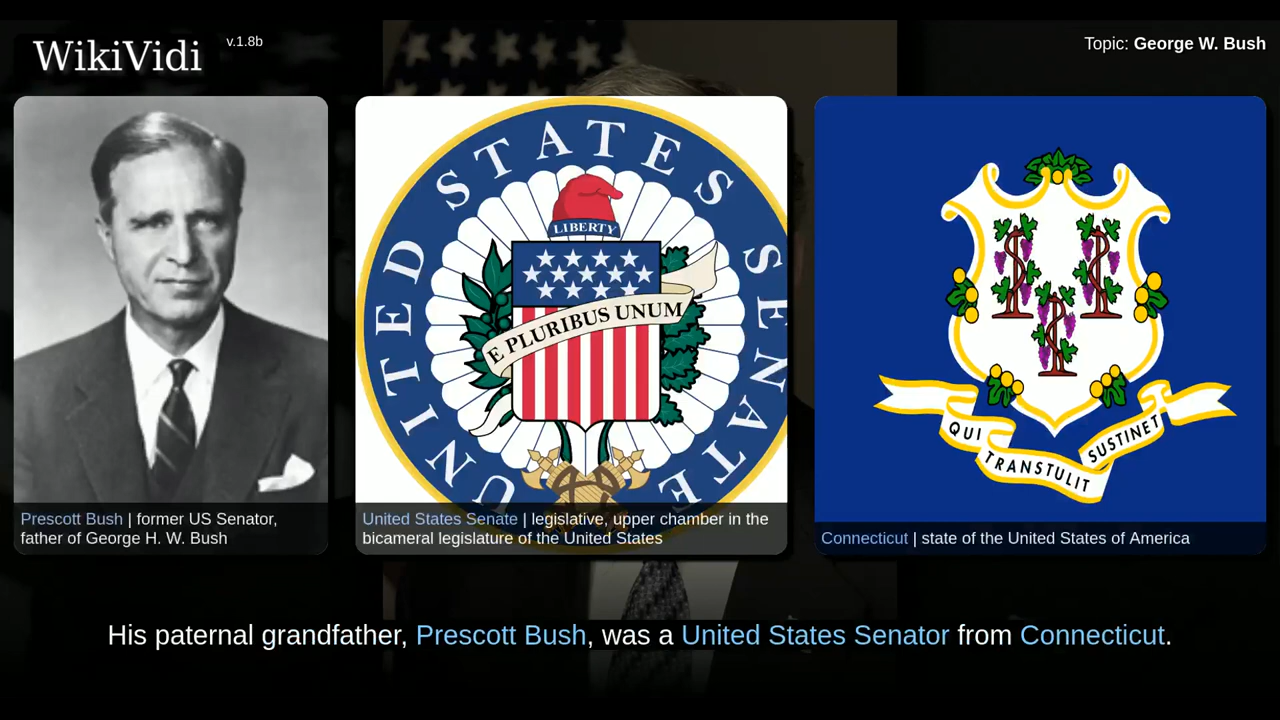 WikiVidi
v.1.8b
Topic: George W. Bush
UNITED STATES SENATE
LIBERTY
E PLURIBUS UNUM
QUI
TRANSTULIT
SUSTINET
Prescott Bush | former US Senator,
father of George H. W. Bush
United States Senate | legislative, upper chamber in the
bicameral legislature of the United States
Connecticut | state of the United States of America
His paternal grandfather, Prescott Bush, was a United States Senator from Connecticut.